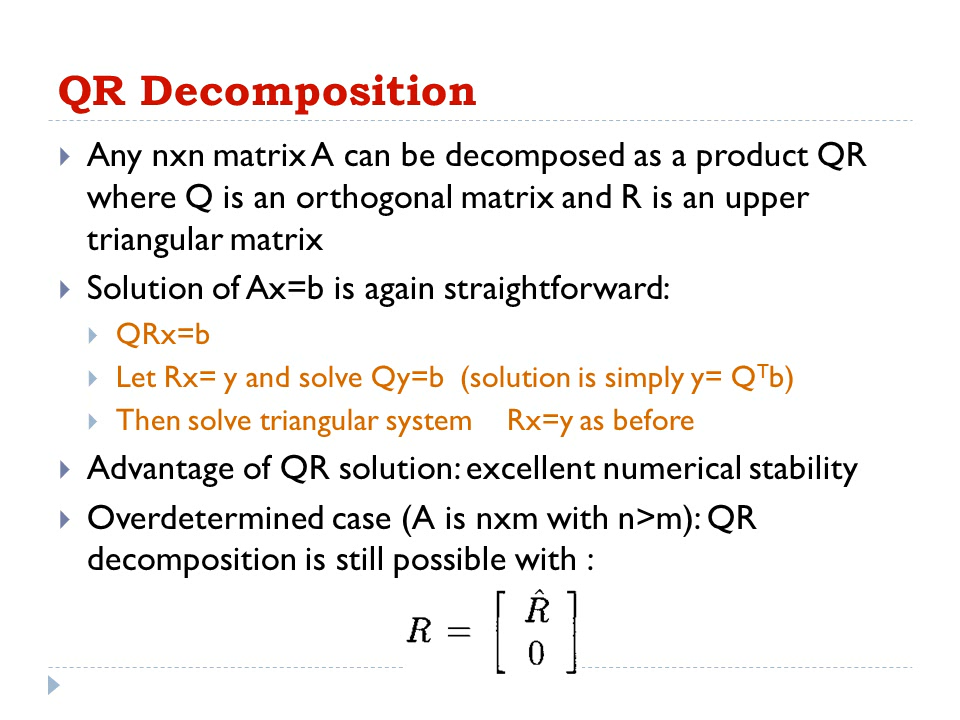 QR Decomposition
Any nxn matrix A can be decomposed as a product QR
where Q is an orthogonal matrix and R is an upper
triangular matrix
Solution of Ax=b is again straightforward:
QRx=b
Let Rx= y and solve Qy=b (solution is simply y= Qᵀb)
Then solve triangular system Rx=y as before
Advantage of QR solution: excellent numerical stability
Overdetermined case (A is nxm with n>m): QR
decomposition is still possible with :
R = [ R̂
0 ]